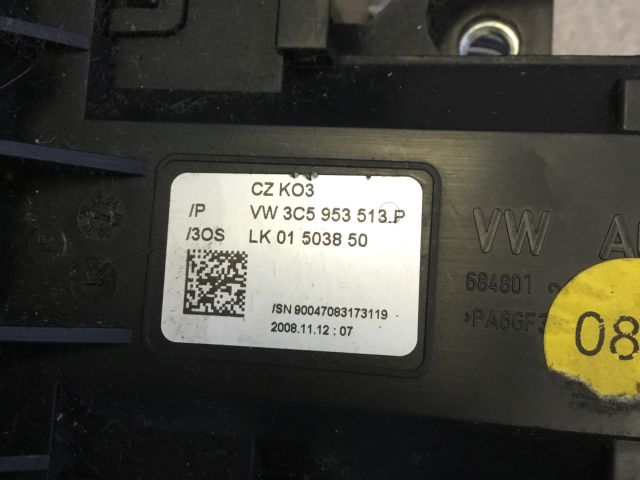 CZ KO3
/P VW 3C5 953 513.P
/3OS LK 01 5038 50
/SN 90047083173119
2008.11.12 : 07
VW
684801
>PA6GF3
08